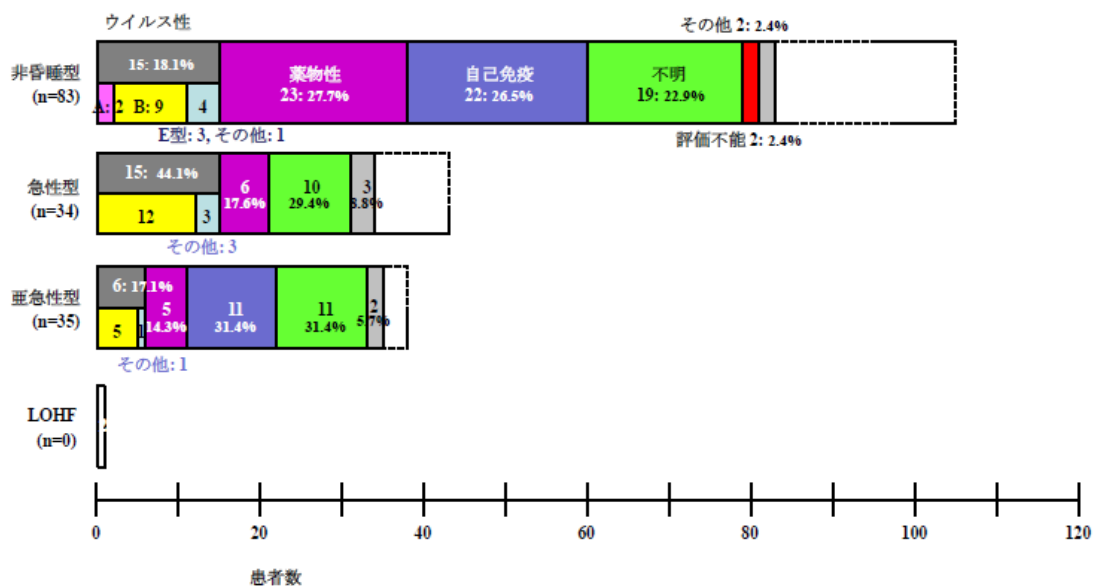 ウイルス性
その他 2: 2.4%
非昏睡型
(n=83)
15: 18.1%
A: 2
B: 9
4
薬物性
23: 27.7%
自己免疫
22: 26.5%
不明
19: 22.9%
E型: 3, その他: 1
評価不能 2: 2.4%
急性型
(n=34)
15: 44.1%
12
3
6
17.6%
10
29.4%
3
8.8%
その他: 3
亜急性型
(n=35)
6: 17.1%
5
1
5
14.3%
11
31.4%
11
31.4%
2
5.7%
その他: 1
LOHF
(n=0)
0
20
40
60
80
100
120
患者数